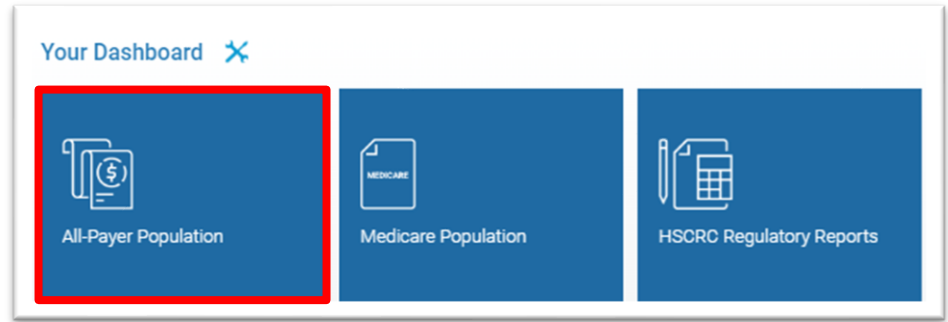 Your Dashboard
$
MEDICARE
All-Payer Population
Medicare Population
HSCRC Regulatory Reports